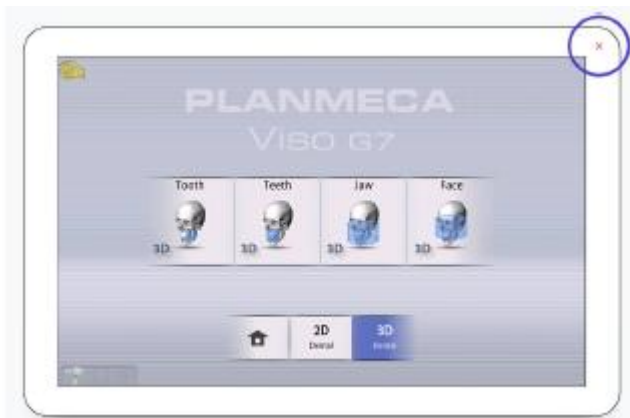 ×
PLANMECA
VISO G7
Tooth Teeth Jaw Face
3D 3D 3D 3D
2D 3D
Dental Dental